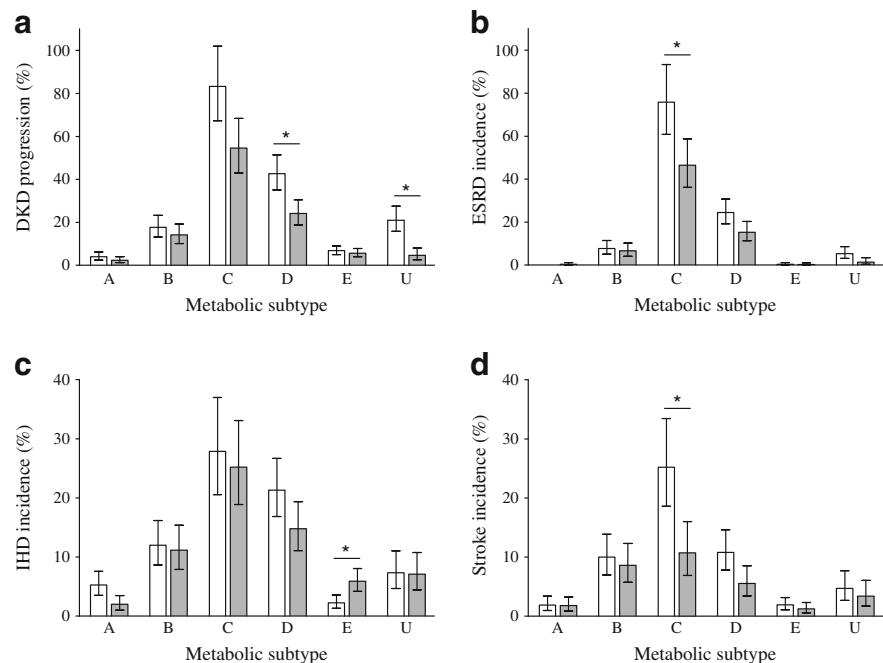 a
b
DKD progression (%)
100
80
60
40
20
0
*
*
A B C D E U
Metabolic subtype
ESRD incdence (%)
100
80
60
40
20
0
*
A B C D E U
Metabolic subtype
c
d
IHD incidence (%)
40
30
20
10
0
*
A B C D E U
Metabolic subtype
Stroke incidence (%)
40
30
20
10
0
*
A B C D E U
Metabolic subtype